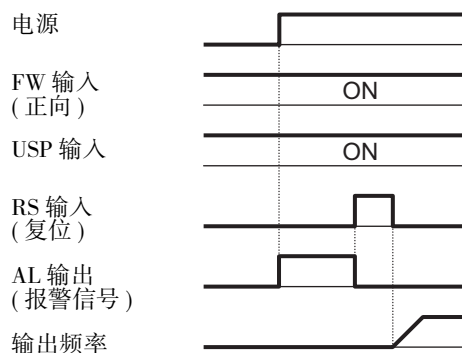 电源
FW 输入
( 正向 )
ON
USP 输入
ON
RS 输入
( 复位 )
AL 输出
( 报警信号 )
输出频率